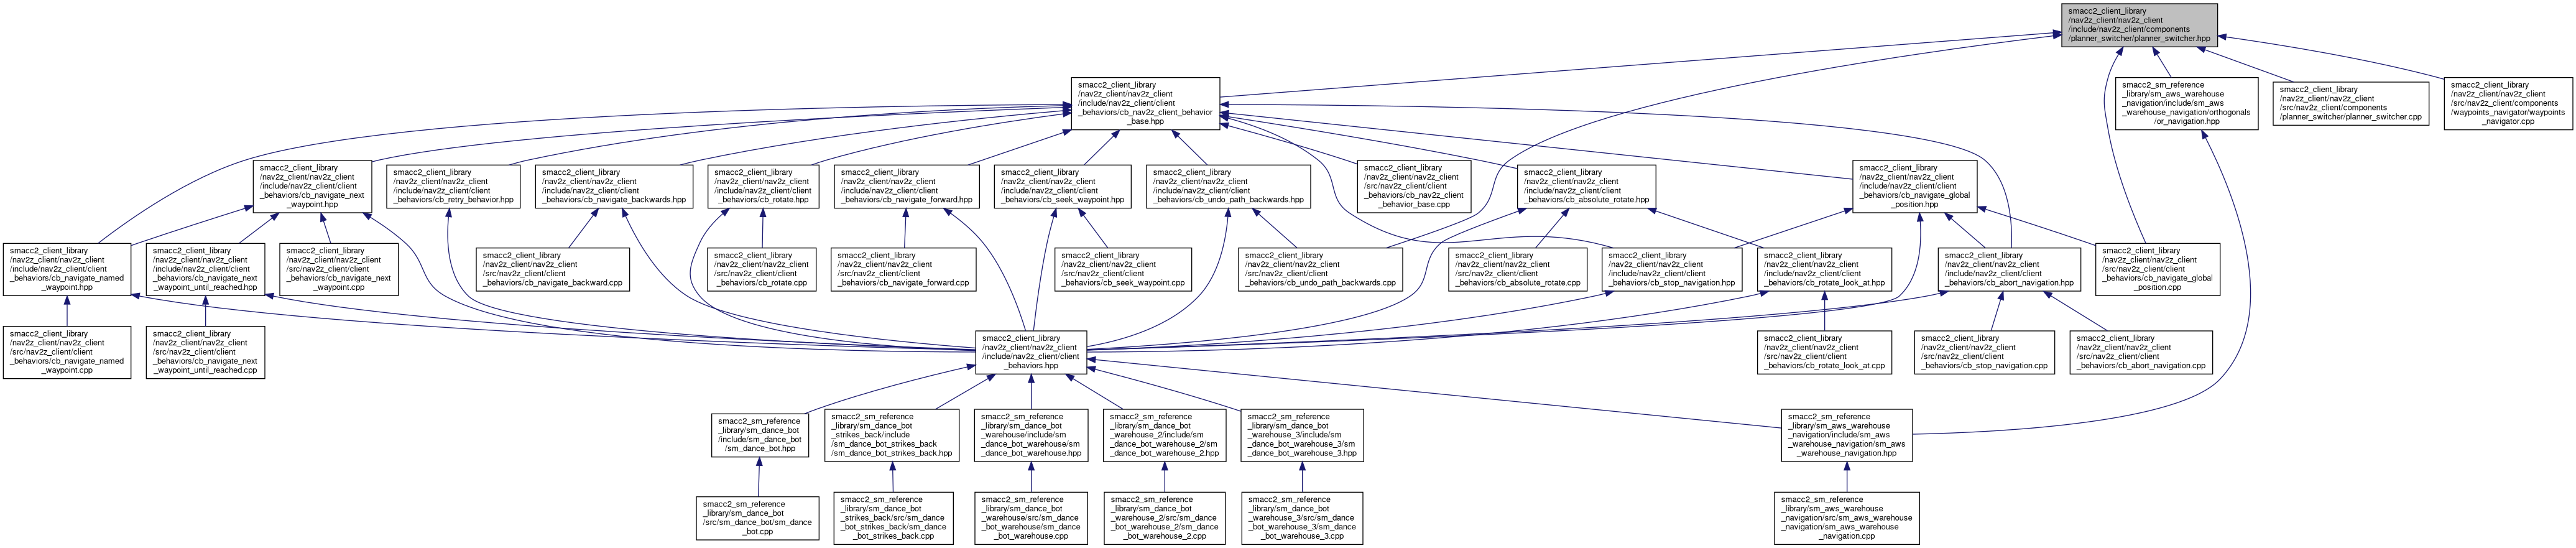 smacc2_client_library
/nav2z_client/nav2z_client
/include/nav2z_client/components
/planner_switcher/planner_switcher.hpp
smacc2_client_library
/nav2z_client/nav2z_client
/include/nav2z_client/client
_behaviors/cb_nav2z_client_behavior
_base.hpp
smacc2_sm_reference
_library/sm_aws_warehouse
_navigation/include/sm_aws
_warehouse_navigation/orthogonals
/or_navigation.hpp
smacc2_client_library
/nav2z_client/nav2z_client
/src/nav2z_client/components
/planner_switcher/planner_switcher.cpp
smacc2_client_library
/nav2z_client/nav2z_client
/src/nav2z_client/components
/waypoints_navigator/waypoints
_navigator.cpp
smacc2_client_library
/nav2z_client/nav2z_client
/include/nav2z_client/client
_behaviors/cb_navigate_next
_waypoint.hpp
smacc2_client_library
/nav2z_client/nav2z_client
/include/nav2z_client/client
_behaviors/cb_retry_behavior.hpp
smacc2_client_library
/nav2z_client/nav2z_client
/include/nav2z_client/client
_behaviors/cb_navigate_backwards.hpp
smacc2_client_library
/nav2z_client/nav2z_client
/include/nav2z_client/client
_behaviors/cb_rotate.hpp
smacc2_client_library
/nav2z_client/nav2z_client
/include/nav2z_client/client
_behaviors/cb_navigate_forward.hpp
smacc2_client_library
/nav2z_client/nav2z_client
/include/nav2z_client/client
_behaviors/cb_seek_waypoint.hpp
smacc2_client_library
/nav2z_client/nav2z_client
/include/nav2z_client/client
_behaviors/cb_undo_path_backwards.hpp
smacc2_client_library
/nav2z_client/nav2z_client
/src/nav2z_client/client
_behaviors/cb_nav2z_client
_behavior_base.cpp
smacc2_client_library
/nav2z_client/nav2z_client
/include/nav2z_client/client
_behaviors/cb_absolute_rotate.hpp
smacc2_client_library
/nav2z_client/nav2z_client
/include/nav2z_client/client
_behaviors/cb_navigate_global
_position.hpp
smacc2_client_library
/nav2z_client/nav2z_client
/include/nav2z_client/client
_behaviors/cb_navigate_named
_waypoint.hpp
smacc2_client_library
/nav2z_client/nav2z_client
/include/nav2z_client/client
_behaviors/cb_navigate_next
_waypoint_until_reached.hpp
smacc2_client_library
/nav2z_client/nav2z_client
/src/nav2z_client/client
_behaviors/cb_navigate_next
_waypoint.cpp
smacc2_client_library
/nav2z_client/nav2z_client
/src/nav2z_client/client
_behaviors/cb_navigate_backward.cpp
smacc2_client_library
/nav2z_client/nav2z_client
/src/nav2z_client/client
_behaviors/cb_rotate.cpp
smacc2_client_library
/nav2z_client/nav2z_client
/src/nav2z_client/client
_behaviors/cb_navigate_forward.cpp
smacc2_client_library
/nav2z_client/nav2z_client
/src/nav2z_client/client
_behaviors/cb_seek_waypoint.cpp
smacc2_client_library
/nav2z_client/nav2z_client
/src/nav2z_client/client
_behaviors/cb_undo_path_backwards.cpp
smacc2_client_library
/nav2z_client/nav2z_client
/src/nav2z_client/client
_behaviors/cb_absolute_rotate.cpp
smacc2_client_library
/nav2z_client/nav2z_client
/include/nav2z_client/client
_behaviors/cb_stop_navigation.hpp
smacc2_client_library
/nav2z_client/nav2z_client
/include/nav2z_client/client
_behaviors/cb_rotate_look_at.hpp
smacc2_client_library
/nav2z_client/nav2z_client
/include/nav2z_client/client
_behaviors/cb_abort_navigation.hpp
smacc2_client_library
/nav2z_client/nav2z_client
/src/nav2z_client/client
_behaviors/cb_navigate_global
_position.cpp
smacc2_client_library
/nav2z_client/nav2z_client
/src/nav2z_client/client
_behaviors/cb_navigate_named
_waypoint.cpp
smacc2_client_library
/nav2z_client/nav2z_client
/src/nav2z_client/client
_behaviors/cb_navigate_next
_waypoint_until_reached.cpp
smacc2_client_library
/nav2z_client/nav2z_client
/include/nav2z_client/client
_behaviors.hpp
smacc2_client_library
/nav2z_client/nav2z_client
/src/nav2z_client/client
_behaviors/cb_rotate_look_at.cpp
smacc2_client_library
/nav2z_client/nav2z_client
/src/nav2z_client/client
_behaviors/cb_stop_navigation.cpp
smacc2_client_library
/nav2z_client/nav2z_client
/src/nav2z_client/client
_behaviors/cb_abort_navigation.cpp
smacc2_sm_reference
_library/sm_dance_bot
/include/sm_dance_bot
/sm_dance_bot.hpp
smacc2_sm_reference
_library/sm_dance_bot
_strikes_back/include
/sm_dance_bot_strikes_back
/sm_dance_bot_strikes_back.hpp
smacc2_sm_reference
_library/sm_dance_bot
_warehouse/include/sm
_dance_bot_warehouse/sm
_dance_bot_warehouse.hpp
smacc2_sm_reference
_library/sm_dance_bot
_warehouse_2/include/sm
_dance_bot_warehouse_2/sm
_dance_bot_warehouse_2.hpp
smacc2_sm_reference
_library/sm_dance_bot
_warehouse_3/include/sm
_dance_bot_warehouse_3/sm
_dance_bot_warehouse_3.hpp
smacc2_sm_reference
_library/sm_aws_warehouse
_navigation/include/sm_aws
_warehouse_navigation/sm_aws
_warehouse_navigation.hpp
smacc2_sm_reference
_library/sm_dance_bot
/src/sm_dance_bot/sm_dance
_bot.cpp
smacc2_sm_reference
_library/sm_dance_bot
_strikes_back/src/sm_dance
_bot_strikes_back/sm_dance
_bot_strikes_back.cpp
smacc2_sm_reference
_library/sm_dance_bot
_warehouse/src/sm_dance
_bot_warehouse/sm_dance
_bot_warehouse.cpp
smacc2_sm_reference
_library/sm_dance_bot
_warehouse_2/src/sm_dance
_bot_warehouse_2/sm_dance
_bot_warehouse_2.cpp
smacc2_sm_reference
_library/sm_dance_bot
_warehouse_3/src/sm_dance
_bot_warehouse_3/sm_dance
_bot_warehouse_3.cpp
smacc2_sm_reference
_library/sm_aws_warehouse
_navigation/src/sm_aws_warehouse
_navigation/sm_aws_warehouse
_navigation.cpp